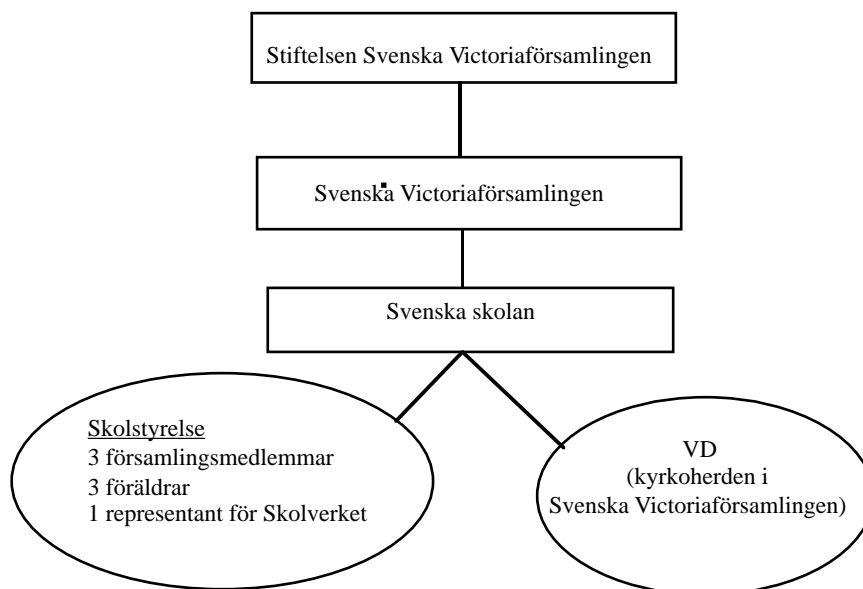 Stiftelsen Svenska Victoriaförsamlingen
Svenska Victoriaförsamlingen
Svenska skolan
Skolstyrelse
3 församlingsmedlemmar
3 föräldrar
1 representant för Skolverket
VD
(kyrkoherden i
Svenska Victoriaförsamlingen)